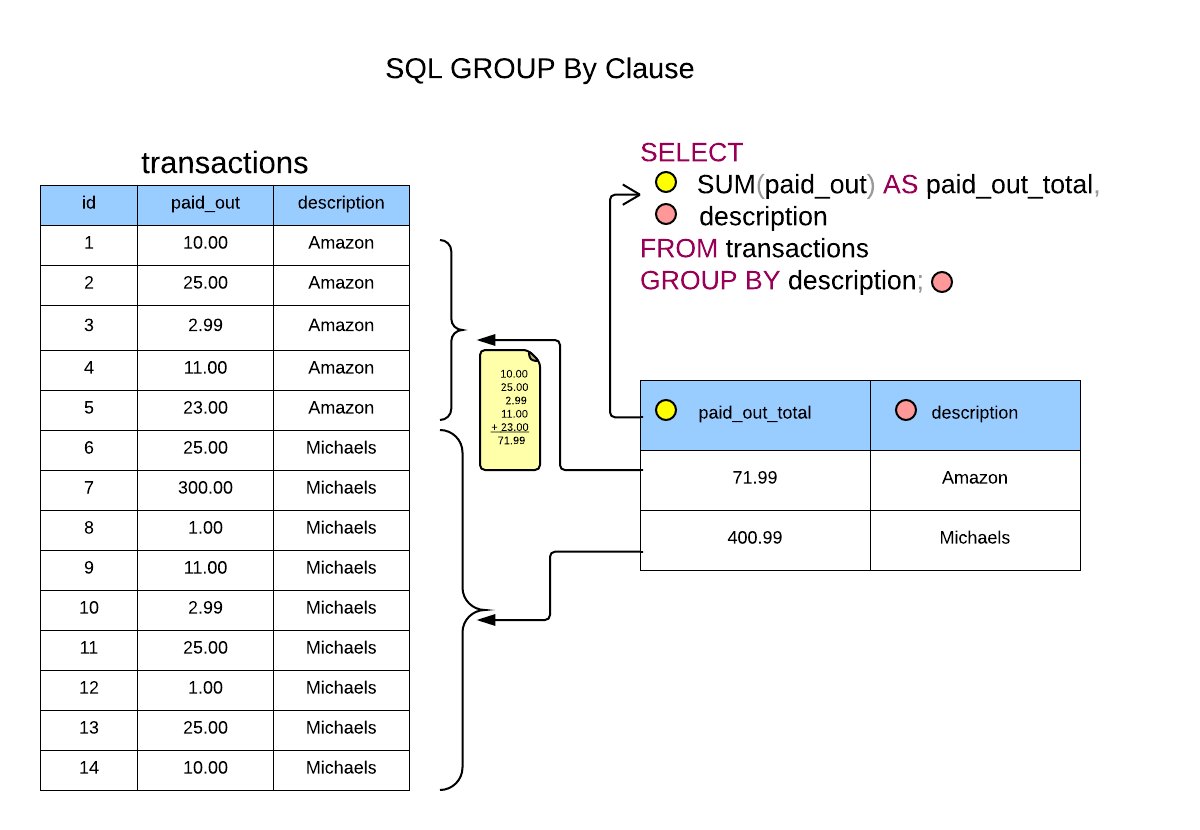 SQL GROUP By Clause
transactions
id paid_out description
1 10.00 Amazon
2 25.00 Amazon
3 2.99 Amazon
4 11.00 Amazon
5 23.00 Amazon
6 25.00 Michaels
7 300.00 Michaels
8 1.00 Michaels
9 11.00 Michaels
10 2.99 Michaels
11 25.00 Michaels
12 1.00 Michaels
13 25.00 Michaels
14 10.00 Michaels
10.00
25.00
2.99
11.00
+ 23.00
71.99
SELECT
SUM(paid_out) AS paid_out_total,
description
FROM transactions
GROUP BY description;
paid_out_total description
71.99 Amazon
400.99 Michaels